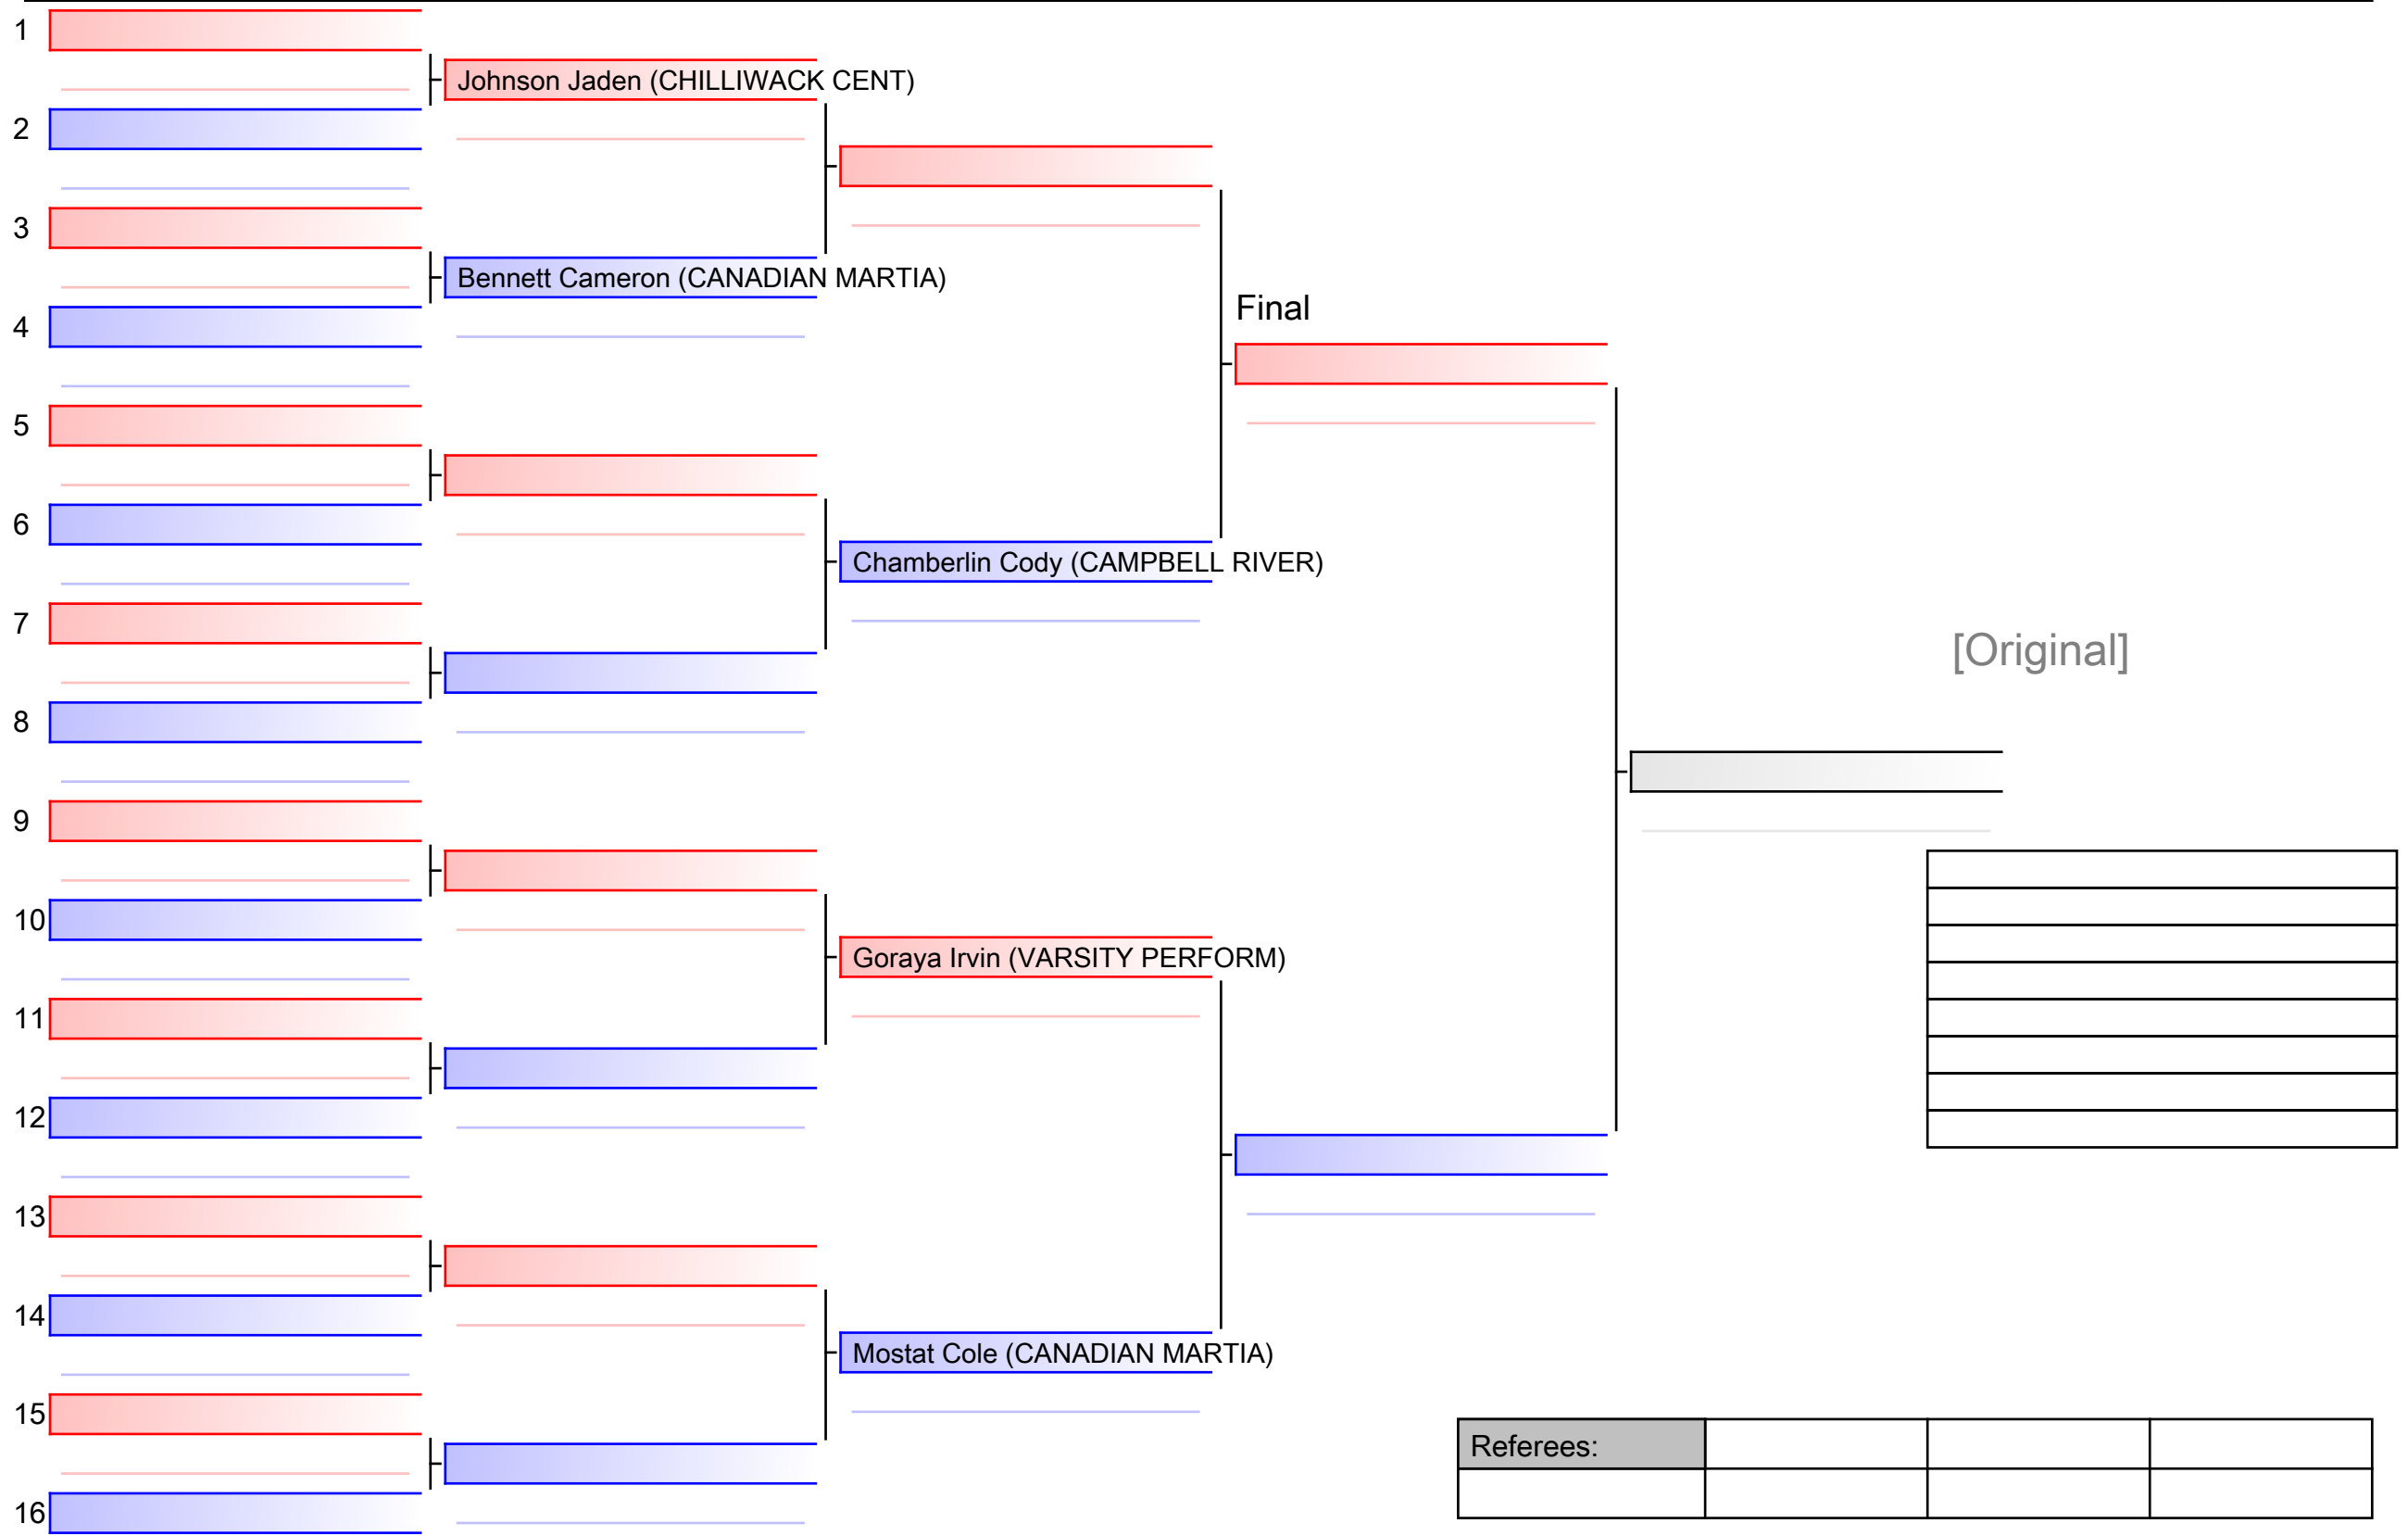 1
Johnson Jaden (CHILLIWACK CENT)
2
3
Bennett Cameron (CANADIAN MARTIA)
Final
4
5
6
Chamberlin Cody (CAMPBELL RIVER)
7
[Original]
8
9
10
Goraya Irvin (VARSITY PERFORM)
11
12
13
14
Mostat Cole (CANADIAN MARTIA)
15
Referees:
16